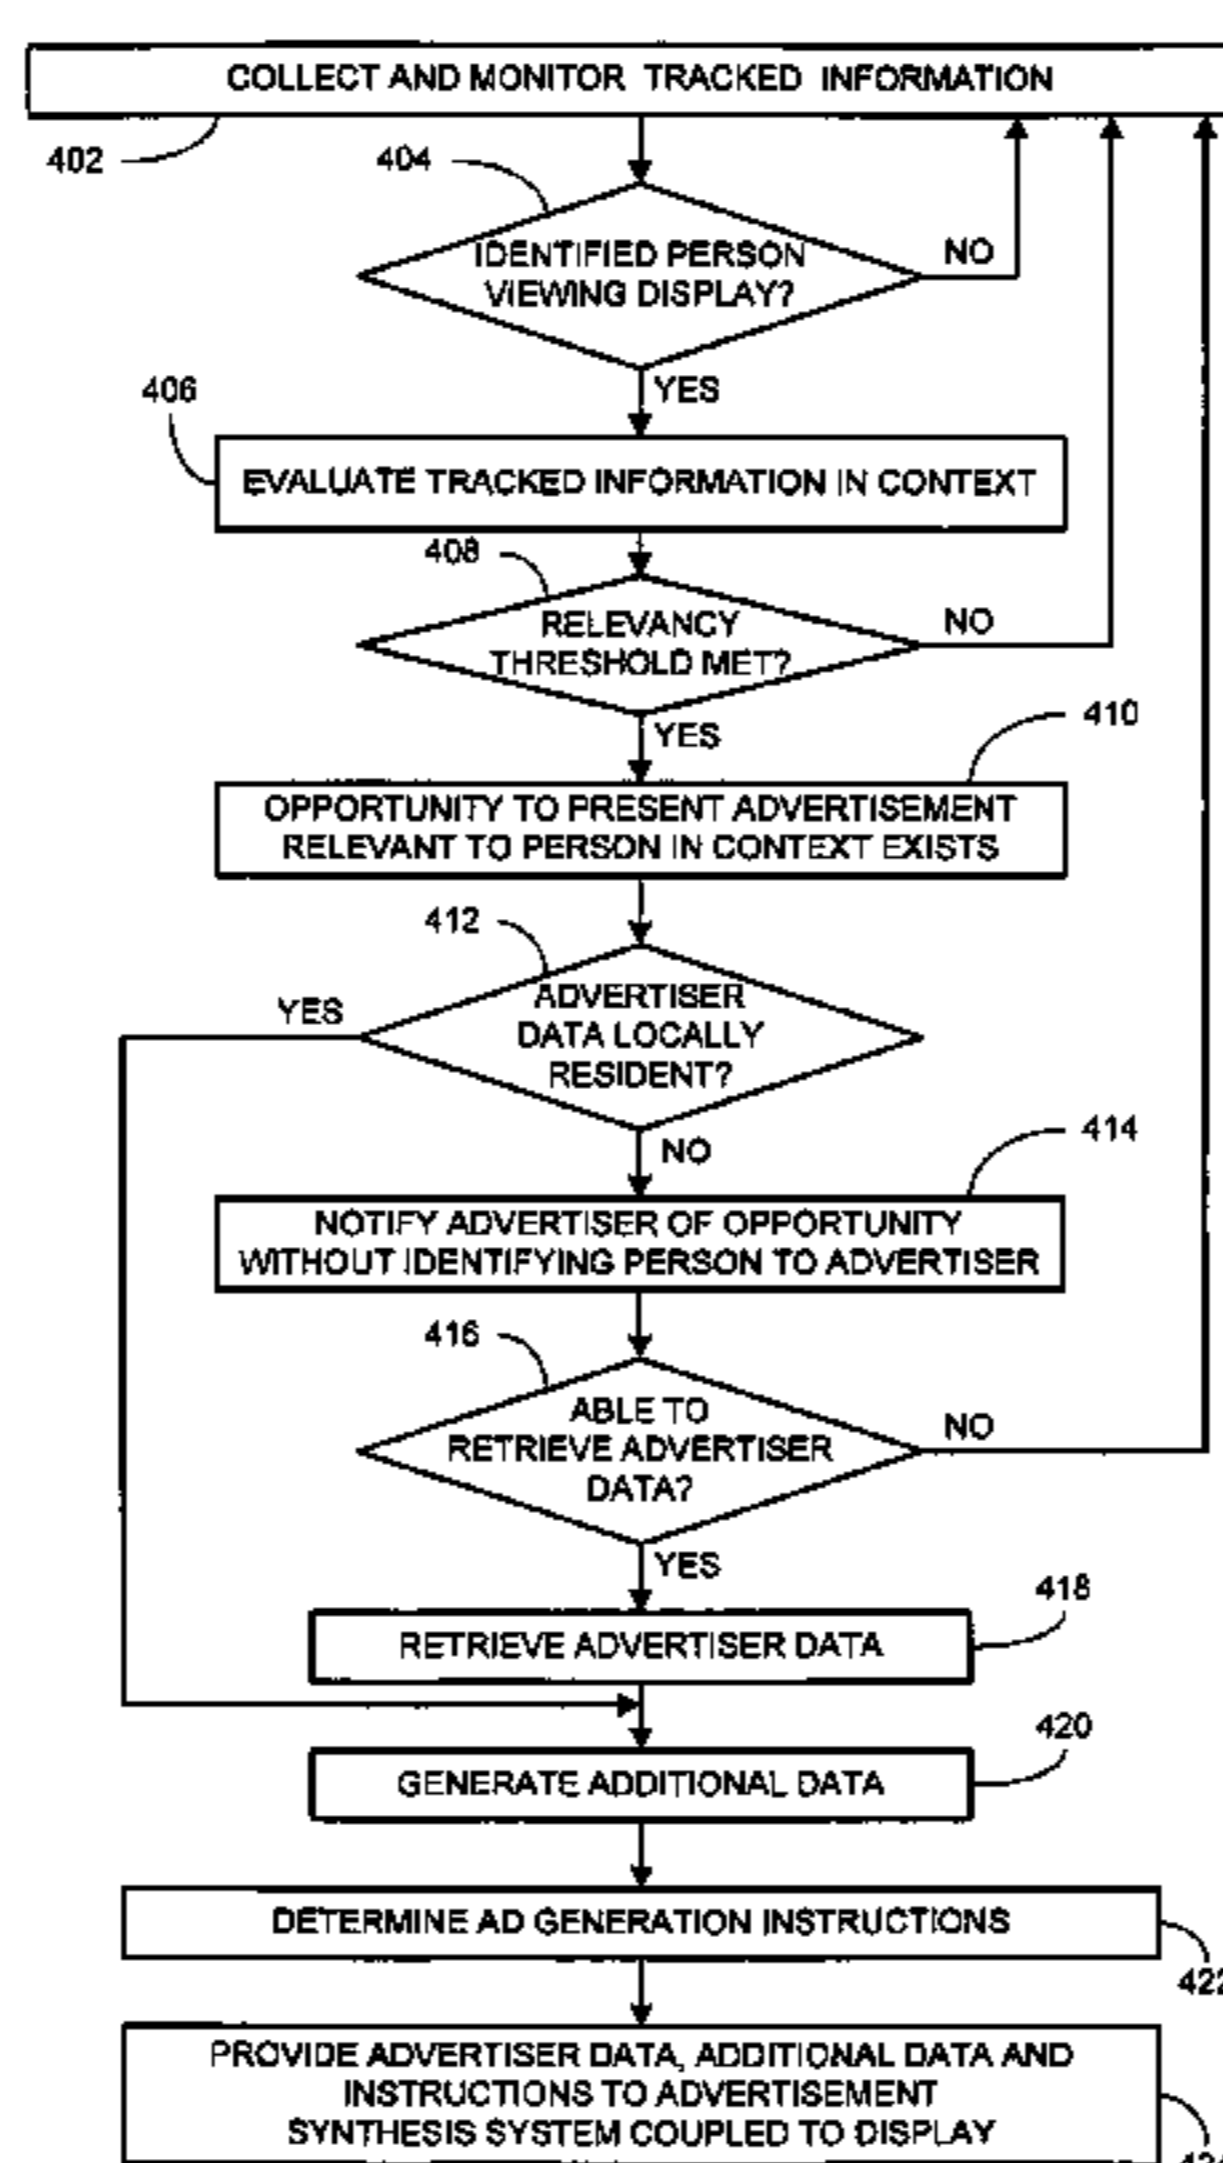 COLLECT AND MONITOR TRACKED INFORMATION
402
404
IDENTIFIED PERSON
VIEWING DISPLAY?
NO
YES
406
EVALUATE TRACKED INFORMATION IN CONTEXT
408
RELEVANCY
THRESHOLD MET?
NO
YES
410
OPPORTUNITY TO PRESENT ADVERTISEMENT
RELEVANT TO PERSON IN CONTEXT EXISTS
412
YES
ADVERTISER
DATA LOCALLY
RESIDENT?
NO
414
NOTIFY ADVERTISER OF OPPORTUNITY
WITHOUT IDENTIFYING PERSON TO ADVERTISER
416
ABLE TO
RETRIEVE ADVERTISER
DATA?
NO
YES
418
RETRIEVE ADVERTISER DATA
420
GENERATE ADDITIONAL DATA
DETERMINE AD GENERATION INSTRUCTIONS
422
PROVIDE ADVERTISER DATA, ADDITIONAL DATA AND
INSTRUCTIONS TO ADVERTISEMENT
SYNTHESIS SYSTEM COUPLED TO DISPLAY